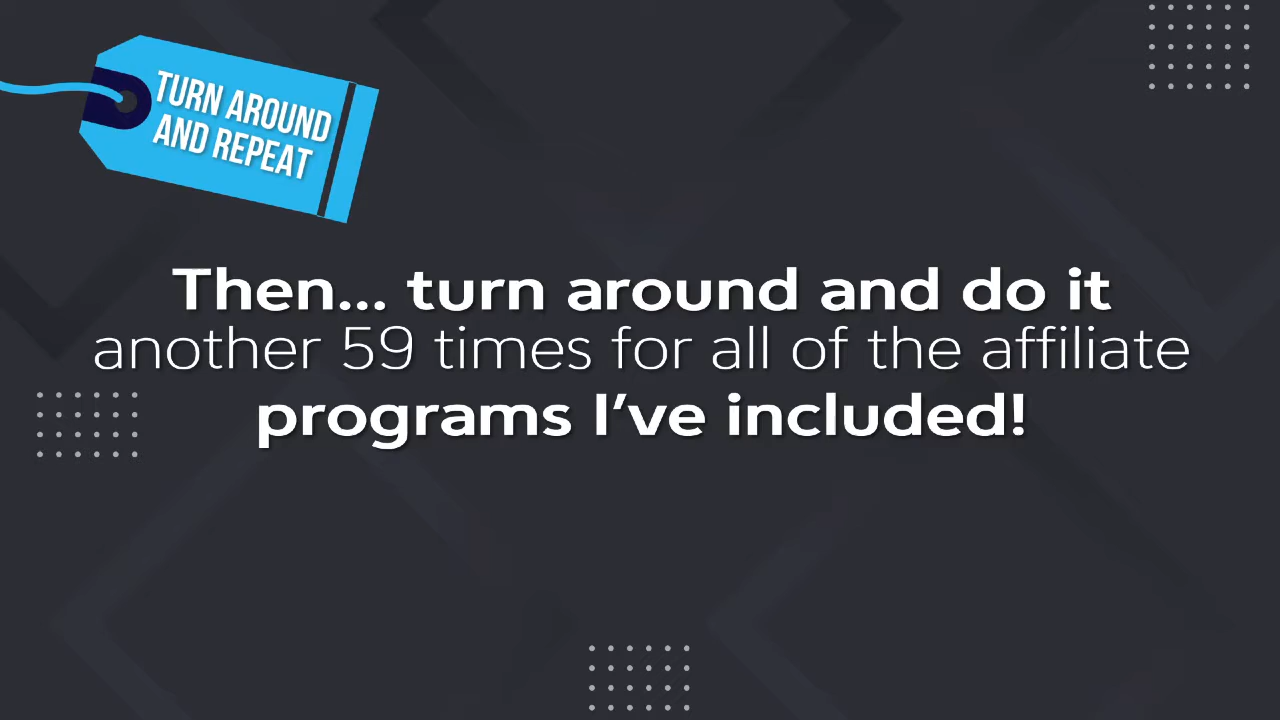 TURN AROUND
AND REPEAT
Then... turn around and do it
another 59 times for all of the affiliate
programs I’ve included!